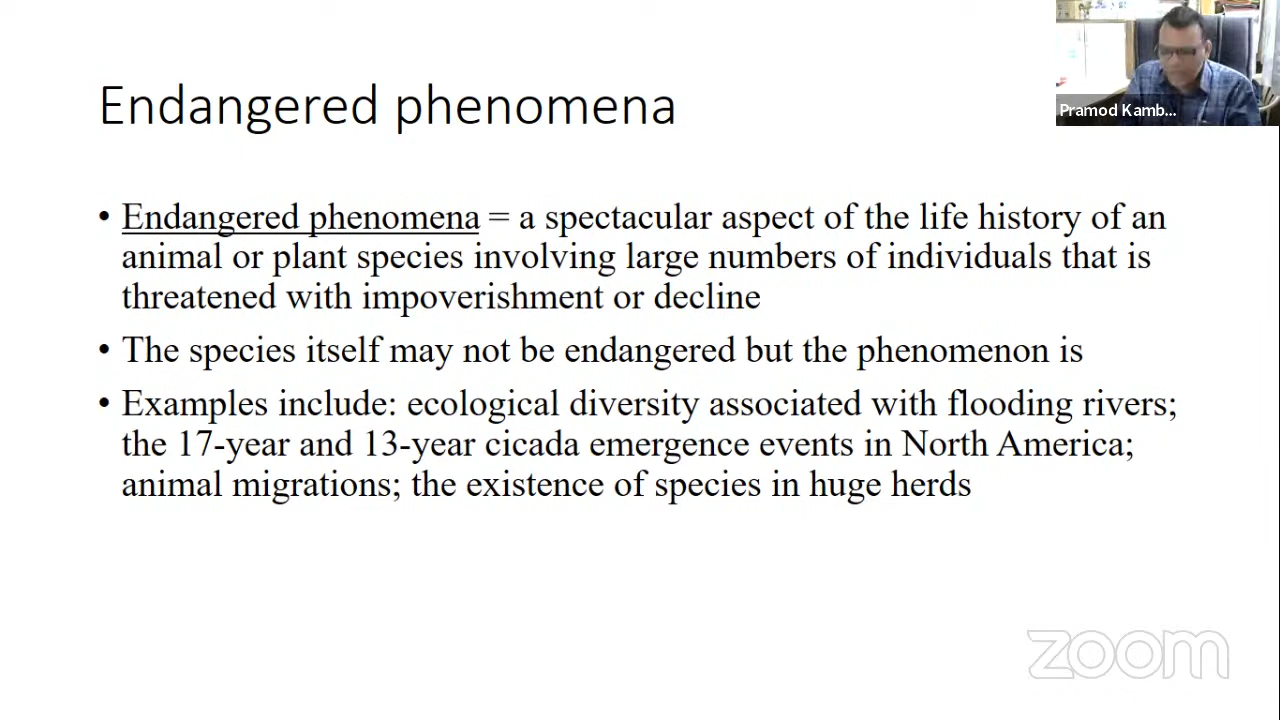 Endangered phenomena
Pramod Kamb...
• Endangered phenomena = a spectacular aspect of the life history of an
animal or plant species involving large numbers of individuals that is
threatened with impoverishment or decline
• The species itself may not be endangered but the phenomenon is
• Examples include: ecological diversity associated with flooding rivers;
the 17-year and 13-year cicada emergence events in North America;
animal migrations; the existence of species in huge herds
zoom